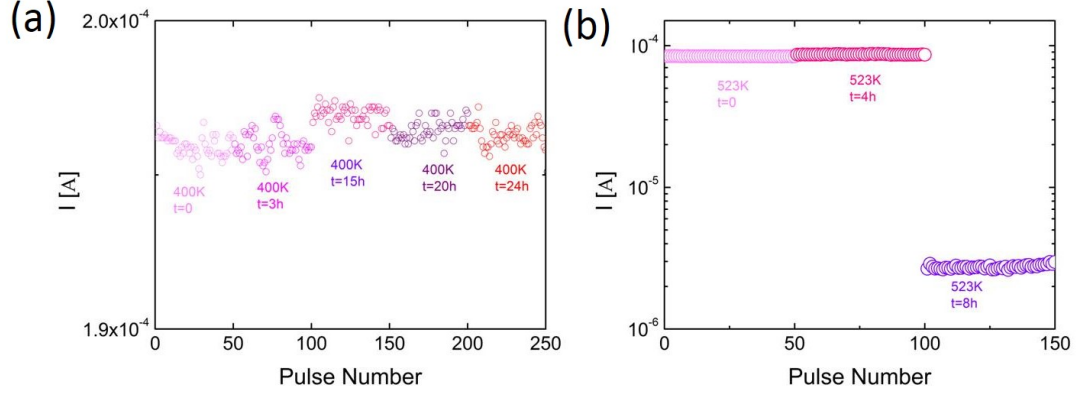 (a)
2.0x10⁻⁴
I [A]
1.9x10⁻⁴
400K
t=0
400K
t=3h
400K
t=15h
400K
t=20h
400K
t=24h
0 50 100 150 200 250
Pulse Number
(b)
10⁻⁴
10⁻⁵
10⁻⁶
I [A]
523K
t=0
523K
t=4h
523K
t=8h
0 50 100 150
Pulse Number